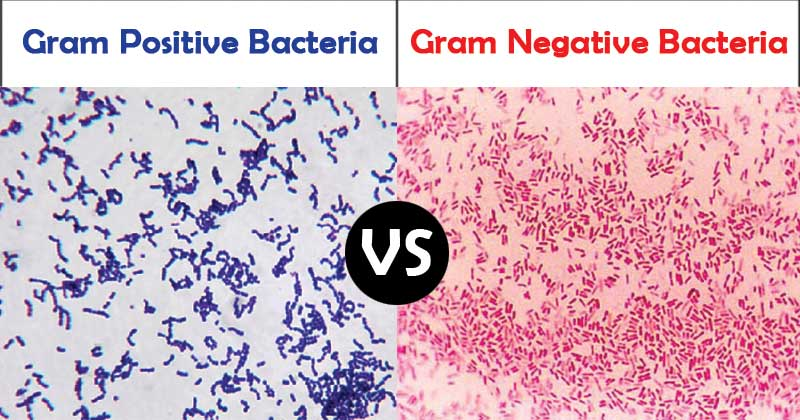 Gram Positive Bacteria
Gram Negative Bacteria
VS